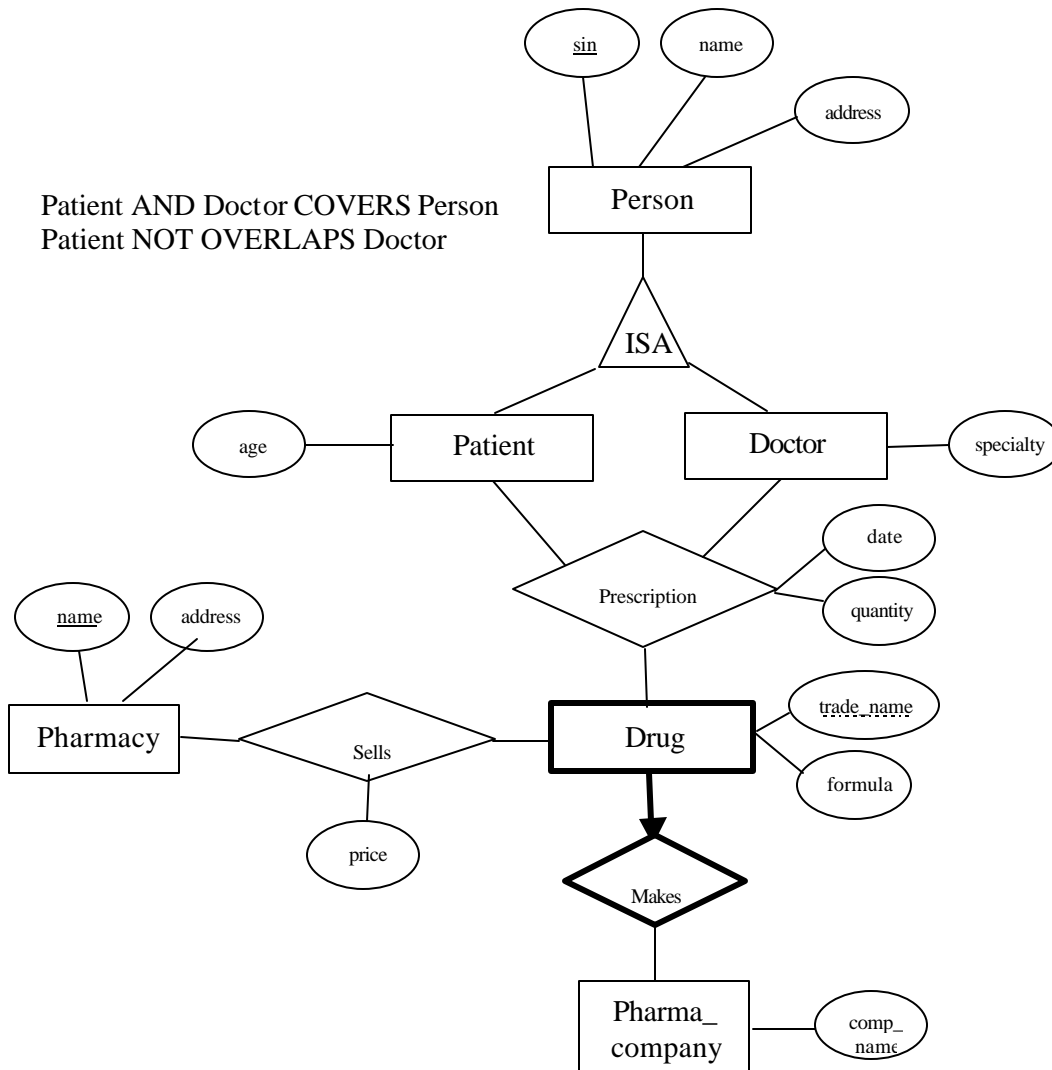 sin
name
address
Person
Patient AND Doctor COVERS Person
Patient NOT OVERLAPS Doctor
ISA
age
Patient
Doctor
specialty
date
Prescription
quantity
name
address
trade_name
Pharmacy
Sells
Drug
formula
price
Makes
Pharma_
company
comp_
name